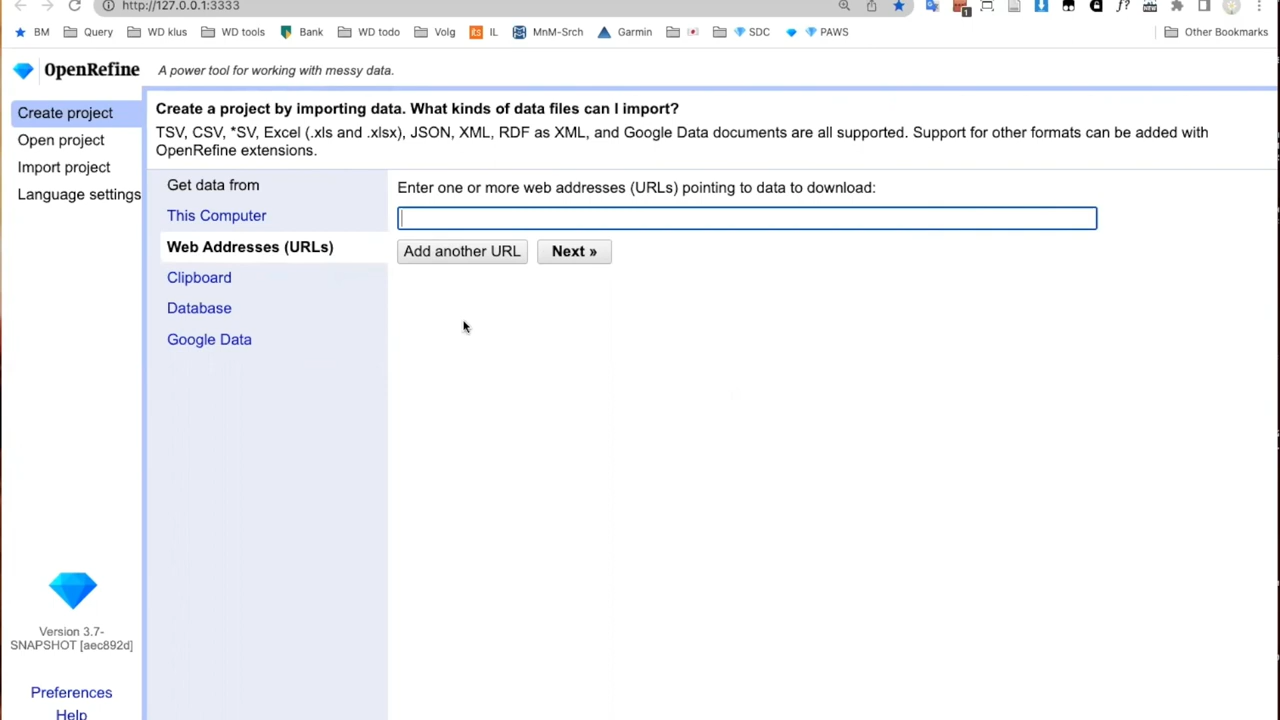 http://127.0.0.1:3333
BM Query WD klus WD tools Bank WD todo Volg IL MnM-Srch Garmin SDC PAWS Other Bookmarks
OpenRefine A power tool for working with messy data.
Create project
Open project
Import project
Language settings
Create a project by importing data. What kinds of data files can I import?
TSV, CSV, *SV, Excel (.xls and .xlsx), JSON, XML, RDF as XML, and Google Data documents are all supported. Support for other formats can be added with
OpenRefine extensions.
Get data from
This Computer
Web Addresses (URLs)
Clipboard
Database
Google Data
Enter one or more web addresses (URLs) pointing to data to download:
Add another URL Next »
Version 3.7-
SNAPSHOT [aec892d]
Preferences
Help